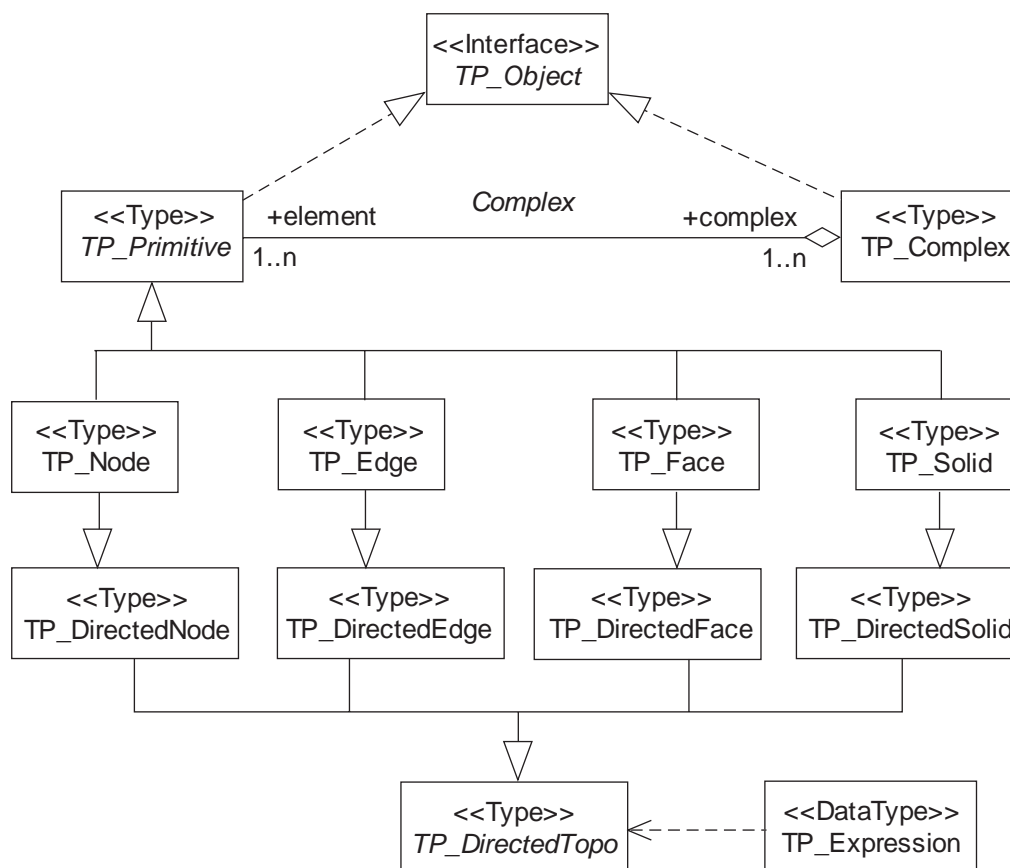 <<Interface>>
TP_Object
<<Type>>
TP_Primitive
+element
1..n
Complex
+complex
1..n
<<Type>>
TP_Complex
<<Type>>
TP_Node
<<Type>>
TP_Edge
<<Type>>
TP_Face
<<Type>>
TP_Solid
<<Type>>
TP_DirectedNode
<<Type>>
TP_DirectedEdge
<<Type>>
TP_DirectedFace
<<Type>>
TP_DirectedSolid
<<Type>>
TP_DirectedTopo
<<DataType>>
TP_Expression